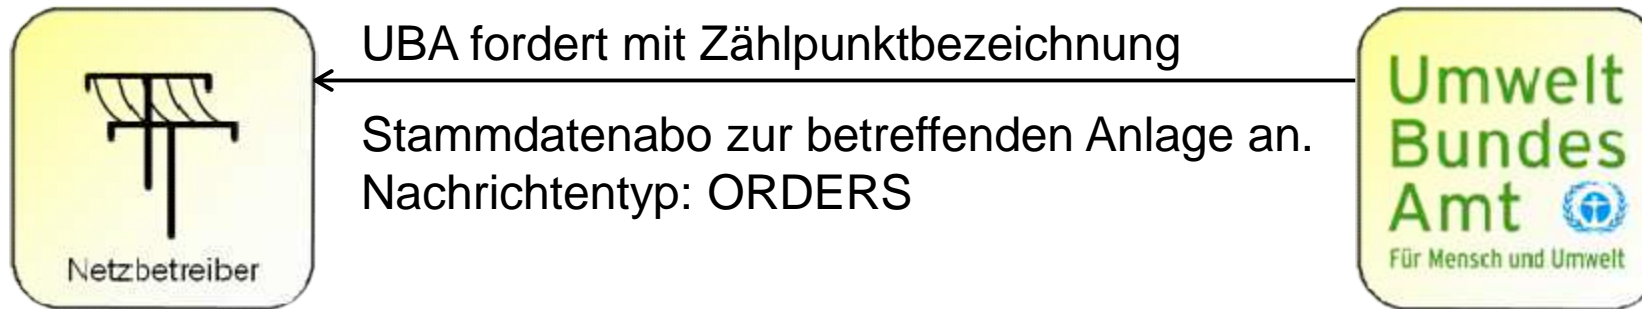 Netzbetreiber
UBA fordert mit Zählpunktbezeichnung
Stammdatenabo zur betreffenden Anlage an.
Nachrichtentyp: ORDERS
Umwelt
Bundes
Amt
Für Mensch und Umwelt